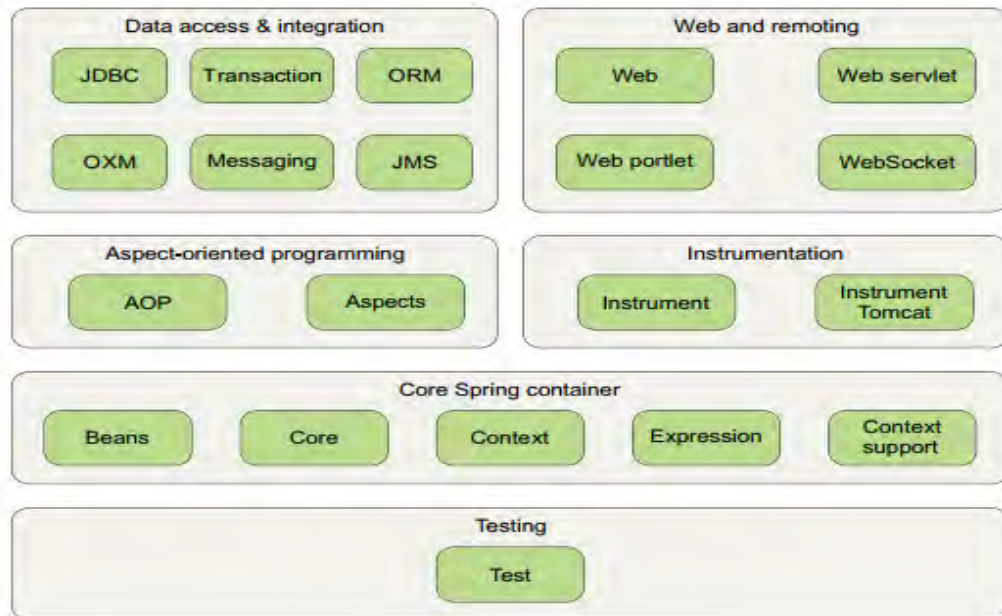 Data access & integration
JDBC
Transaction
ORM
OXM
Messaging
JMS
Web and remoting
Web
Web servlet
Web portlet
WebSocket
Aspect-oriented programming
AOP
Aspects
Instrumentation
Instrument
Instrument
Tomcat
Core Spring container
Beans
Core
Context
Expression
Context
support
Testing
Test